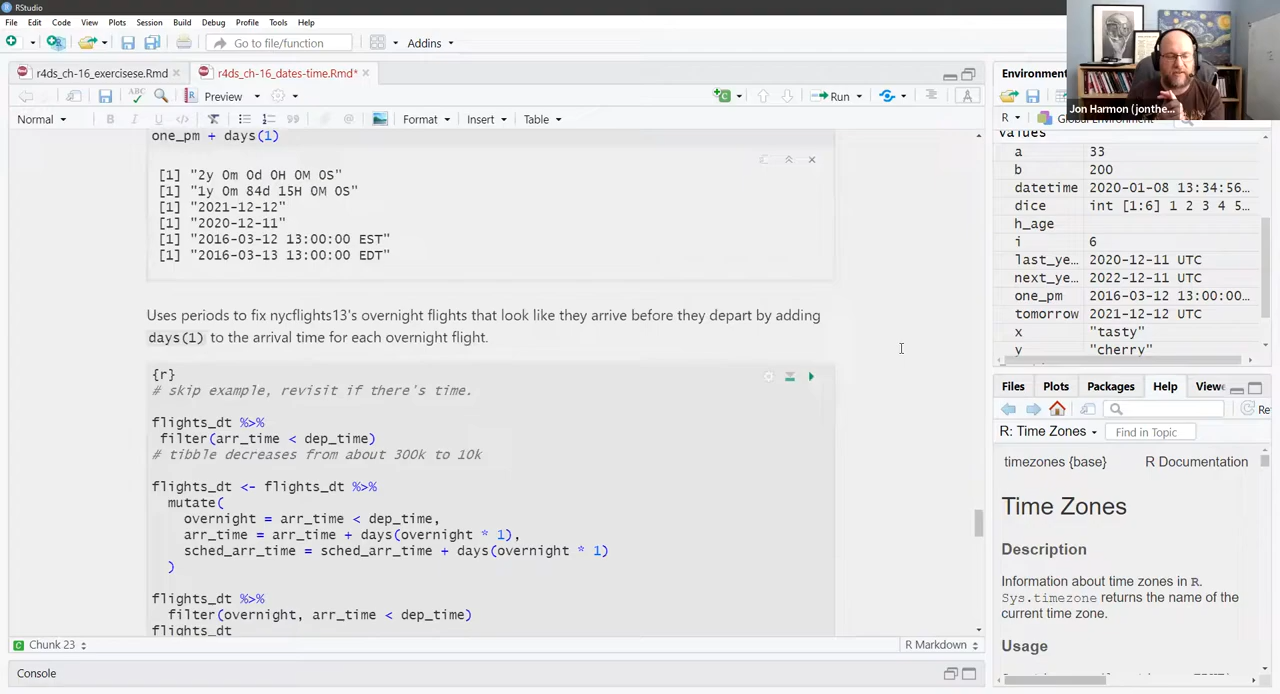 RStudio
File Edit Code View Plots Session Build Debug Profile Tools Help
Go to file/function
Addins
r4ds_ch-16_exercisese.Rmd
r4ds_ch-16_dates-time.Rmd*
ABC
Preview
Run
Normal
B I U
Format
Insert
Table
one_pm + days(1)
[1] "2y 0m 0d 0H 0M 0S"
[1] "1y 0m 84d 15H 0M 0S"
[1] "2021-12-12"
[1] "2020-12-11"
[1] "2016-03-12 13:00:00 EST"
[1] "2016-03-13 13:00:00 EDT"
Uses periods to fix nycflights13's overnight flights that look like they arrive before they depart by adding
days(1) to the arrival time for each overnight flight.
{r}
# skip example, revisit if there's time.
flights_dt %>%
filter(arr_time < dep_time)
# tibble decreases from about 300k to 10k
flights_dt <- flights_dt %>%
mutate(
overnight = arr_time < dep_time,
arr_time = arr_time + days(overnight * 1),
sched_arr_time = sched_arr_time + days(overnight * 1)
)
flights_dt %>%
filter(overnight, arr_time < dep_time)
flights_dt
Chunk 23
R Markdown
Console
Environment
Jon Harmon (jonthe...
R
Global Environment
values
a 33
b 200
datetime 2020-01-08 13:34:56…
dice int [1:6] 1 2 3 4 5…
h_age
i 6
last_ye… 2020-12-11 UTC
next_ye… 2022-12-11 UTC
one_pm 2016-03-12 13:00:00…
tomorrow 2021-12-12 UTC
x "tasty"
y "cherry"
Files Plots Packages Help View
Re
R: Time Zones
Find in Topic
timezones {base} R Documentation
Time Zones
Description
Information about time zones in R.
Sys.timezone returns the name of the
current time zone.
Usage